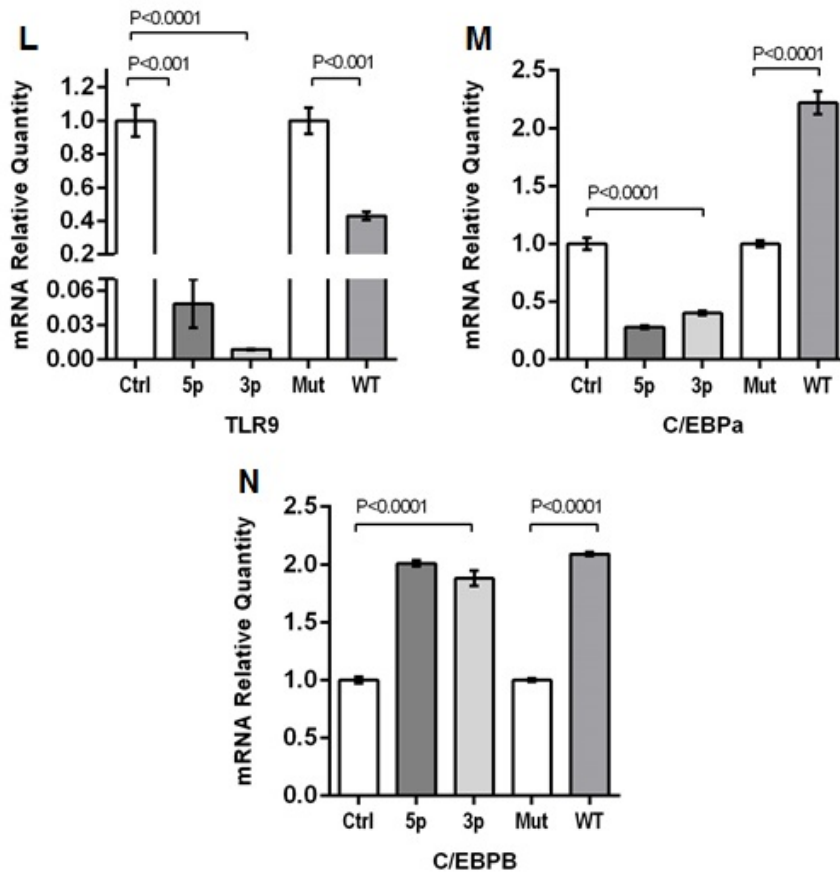 L
P<0.0001
P<0.001
P<0.001
mRNA Relative Quantity
1.2
1.0
0.8
0.6
0.4
0.2
0.06
0.03
0.00
Ctrl 5p 3p Mut WT
TLR9
M
P<0.0001
P<0.0001
mRNA Relative Quantity
2.5
2.0
1.5
1.0
0.5
0.0
Ctrl 5p 3p Mut WT
C/EBPa
N
P<0.0001 P<0.0001
mRNA Relative Quantity
2.5
2.0
1.5
1.0
0.5
0.0
Ctrl 5p 3p Mut WT
C/EBPB